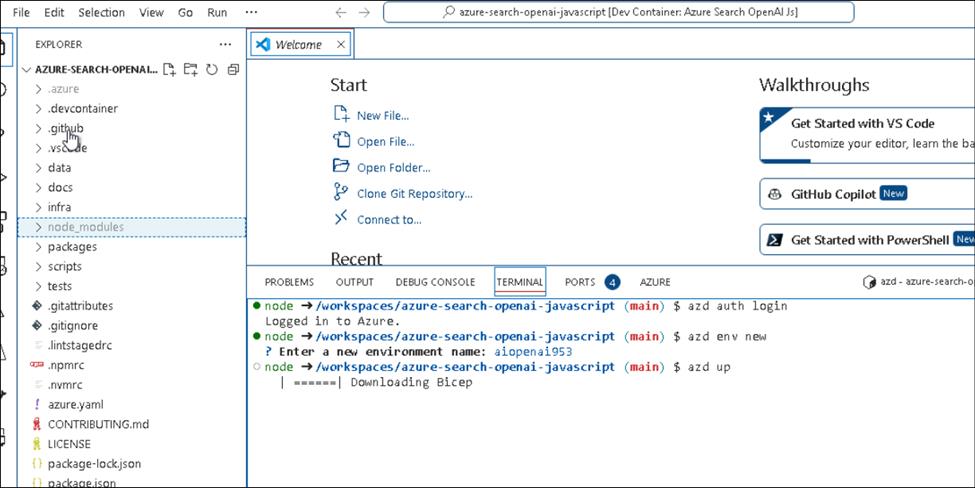 File Edit Selection View Go Run ···
azure-search-openai-javascript [Dev Container: Azure Search OpenAI Js]
EXPLORER
AZURE-SEARCH-OPENAI...
.azure
.devcontainer
.github
.vscode
data
docs
infra
node_modules
packages
scripts
tests
.gitattributes
.gitignore
.lintstagedrc
.npmrc
.nvmrc
azure.yaml
CONTRIBUTING.md
LICENSE
package-lock.json
package.json
Welcome
Start
New File...
Open File...
Open Folder...
Clone Git Repository...
Connect to...
Recent
Walkthroughs
Get Started with VS Code
Customize your editor, learn the ba
GitHub Copilot New
Get Started with PowerShell New
PROBLEMS OUTPUT DEBUG CONSOLE TERMINAL PORTS 4 AZURE
azd - azure-search-o
node ➜ /workspaces/azure-search-openai-javascript (main) $ azd auth login
Logged in to Azure.
node ➜ /workspaces/azure-search-openai-javascript (main) $ azd env new
? Enter a new environment name: aiopenai953
node ➜ /workspaces/azure-search-openai-javascript (main) $ azd up
| ======| Downloading Bicep